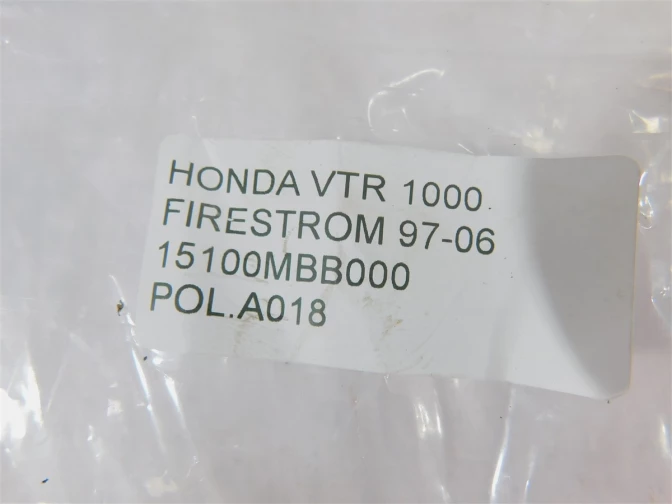 HONDA VTR 1000
FIRESTROM 97-06
15100MBB000
POL.A018